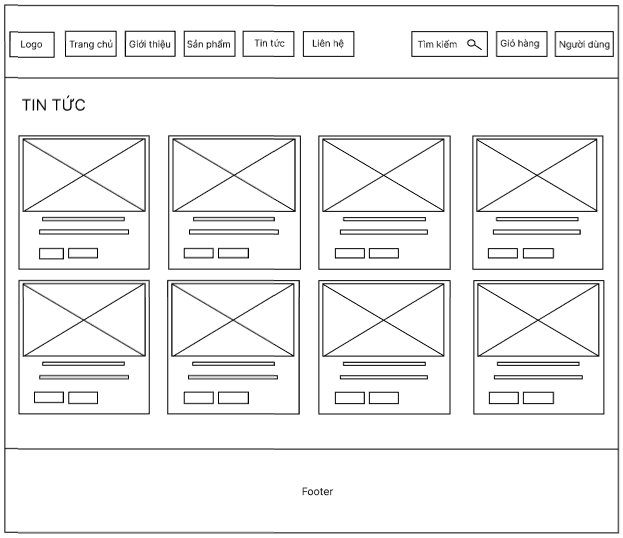 Logo
Trang chủ
Giới thiệu
Sản phẩm
Tin tức
Liên hệ
Tìm kiếm
Giỏ hàng
Người dùng
TIN TỨC
Footer